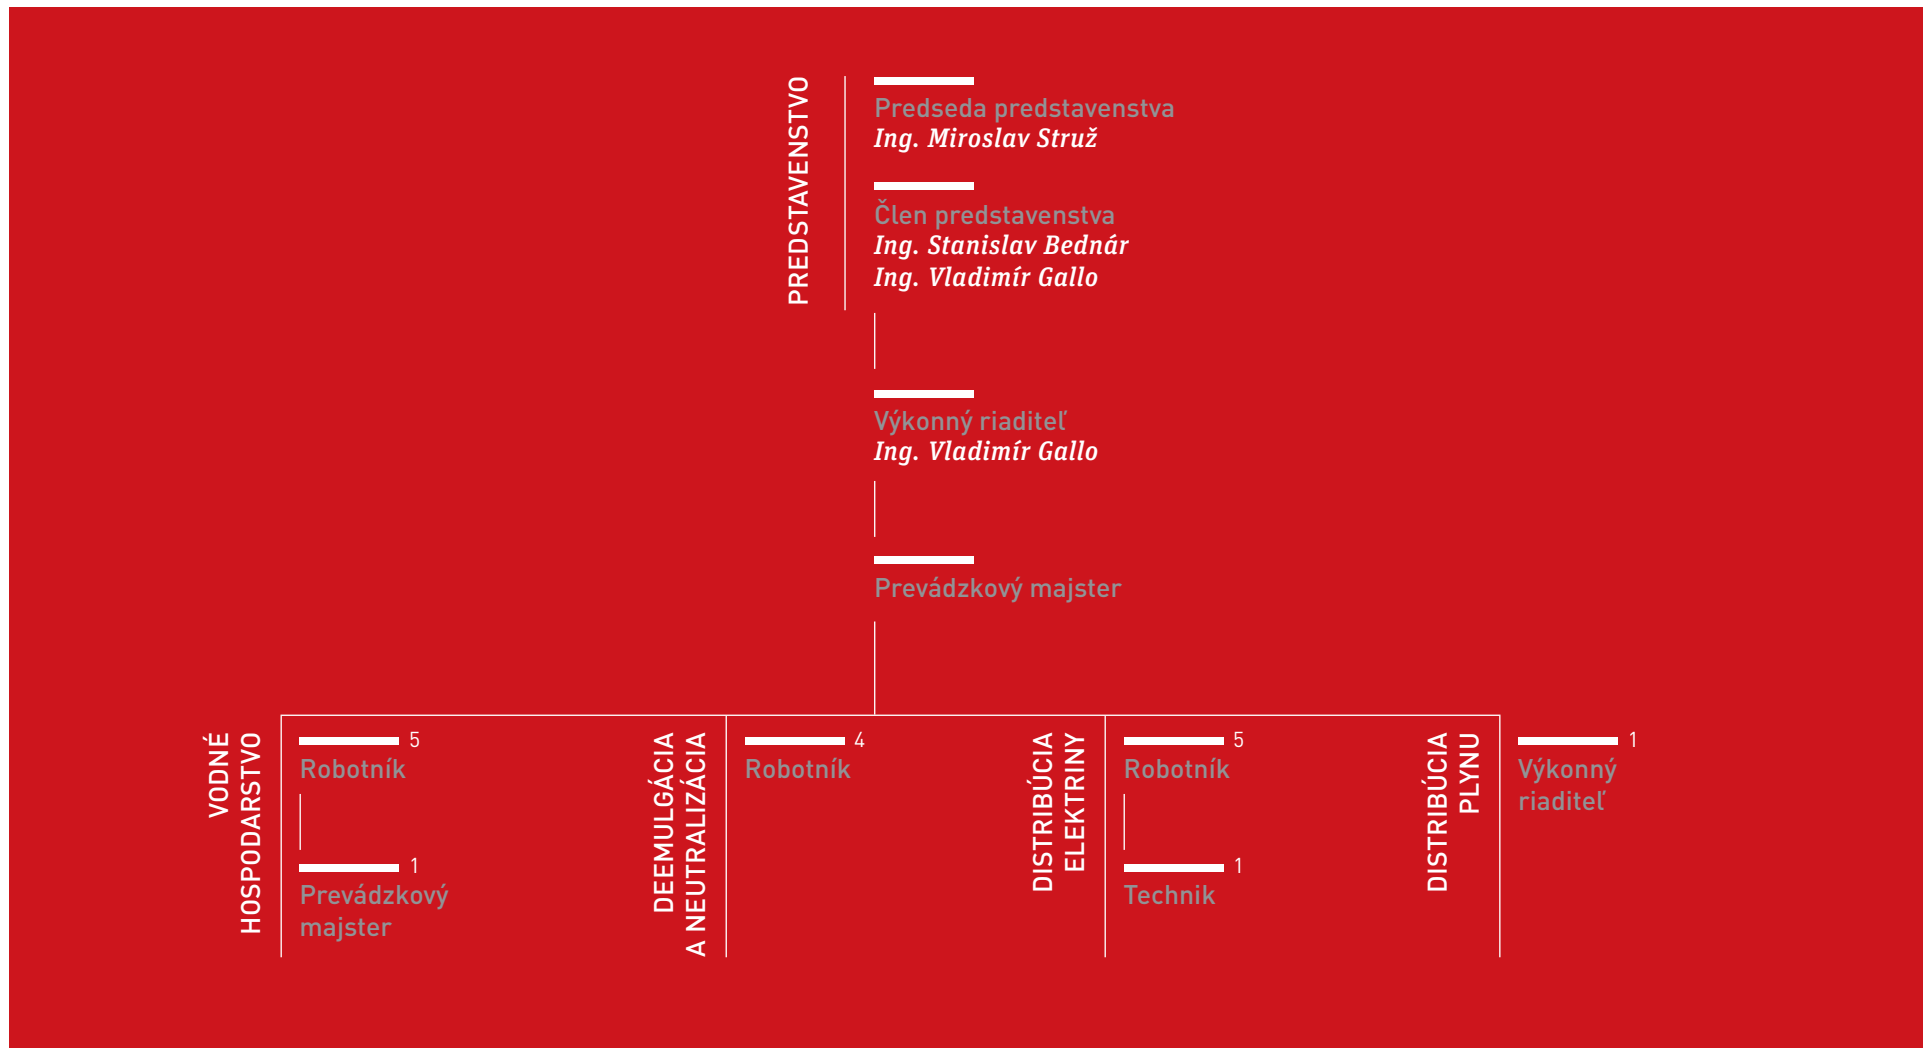 PREDSTAVENSTVO
Predseda predstavenstva
Ing. Miroslav Struž
Člen predstavenstva
Ing. Stanislav Bednár
Ing. Vladimír Gallo
Výkonný riaditeľ
Ing. Vladimír Gallo
Prevádzkový majster
VODNÉ
HOSPODARSTVO
5
Robotník
1
Prevádzkový
majster
DEEMULGÁCIA
A NEUTRALIZÁCIA
4
Robotník
DISTRIBÚCIA
ELEKTRINY
5
Robotník
1
Technik
DISTRIBÚCIA
PLYNU
1
Výkonný
riaditeľ